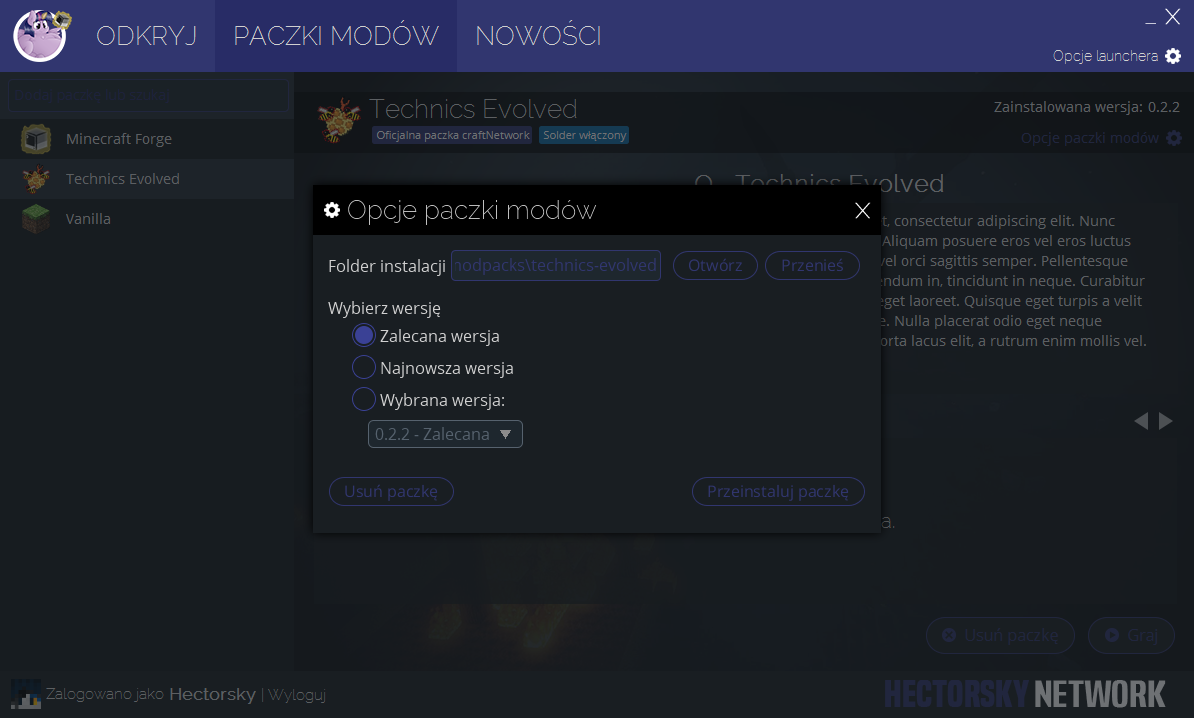 ODKRYJ
PACZKI MODÓW
NOWOŚCI
Opcje launchera
Minecraft Forge
Technics Evolved
Vanilla
Technics Evolved
Oficjalna paczka craftNetwork
Solder włączony
Zainstalowana wersja: 0.2.2
Opcje paczki modów
Technics Evolved
, consectetur adipiscing elit. Nunc
Aliquam posuere eros vel eros luctus
vel orci sagittis semper. Pellentesque
endum in, tincidunt in neque. Curabitur
eget laoreet. Quisque eget turpis a velit
e. Nulla placerat odio eget neque
orta lacus elit, a rutrum enim mollis vel.
a.
Opcje paczki modów
Folder instalacji
modpacks\technics-evolved
Otwórz
Przenieś
Wybierz wersję
Zalecana wersja
Najnowsza wersja
Wybrana wersja:
0.2.2 - Zalecana
Usuń paczkę
Przeinstaluj paczkę
Usuń paczkę
Graj
Zalogowano jako Hectorsky | Wyloguj
HECTORSKY NETWORK